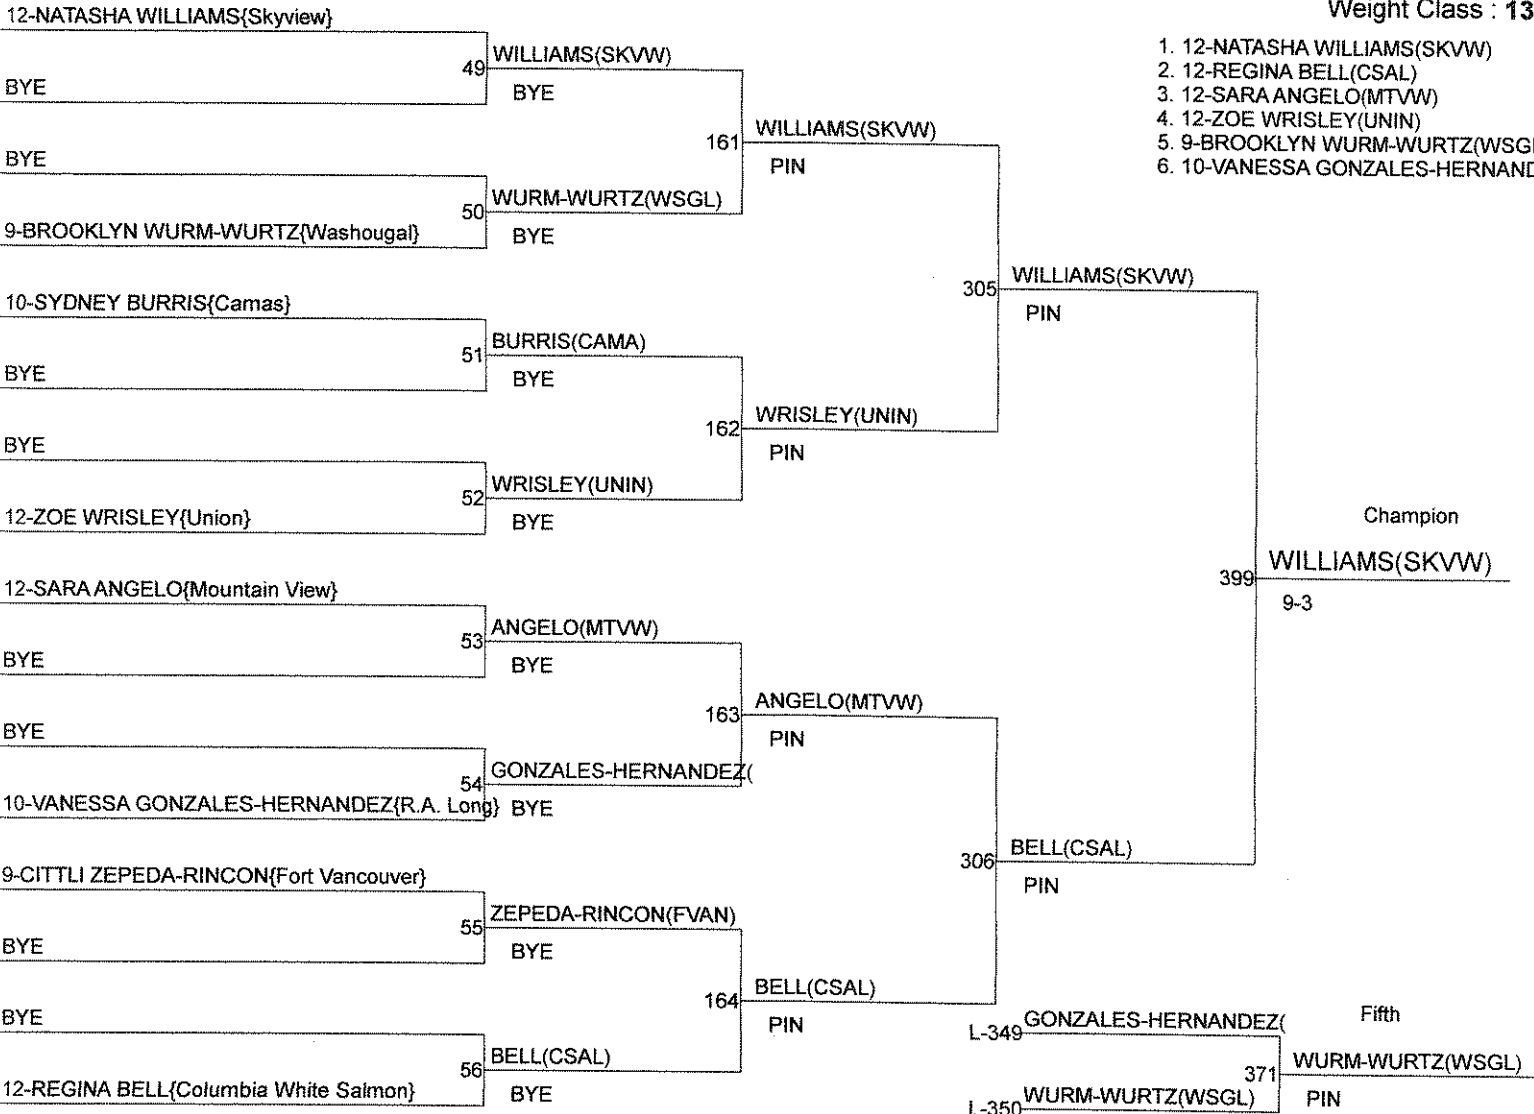 12-NATASHA WILLIAMS{Skyview}
Weight Class : 13
1. 12-NATASHA WILLIAMS(SKVW)
2. 12-REGINA BELL(CSAL)
3. 12-SARA ANGELO(MTVW)
4. 12-ZOE WRISLEY(UNIN)
5. 9-BROOKLYN WURM-WURTZ(WSGL
6. 10-VANESSA GONZALES-HERNAND
49 WILLIAMS(SKVW)
BYE
BYE
161 WILLIAMS(SKVW)
PIN
BYE
50 WURM-WURTZ(WSGL)
BYE
9-BROOKLYN WURM-WURTZ{Washougal}
305 WILLIAMS(SKVW)
PIN
10-SYDNEY BURRIS{Camas}
51 BURRIS(CAMA)
BYE
BYE
162 WRISLEY(UNIN)
PIN
BYE
52 WRISLEY(UNIN)
BYE
12-ZOE WRISLEY{Union}
Champion
399 WILLIAMS(SKVW)
9-3
12-SARA ANGELO{Mountain View}
53 ANGELO(MTVW)
BYE
BYE
163 ANGELO(MTVW)
PIN
BYE
54 GONZALES-HERNANDEZ(
BYE
10-VANESSA GONZALES-HERNANDEZ{R.A. Long}
306 BELL(CSAL)
PIN
9-CITTLI ZEPEDA-RINCON{Fort Vancouver}
55 ZEPEDA-RINCON(FVAN)
BYE
BYE
164 BELL(CSAL)
PIN
BYE
56 BELL(CSAL)
BYE
12-REGINA BELL{Columbia White Salmon}
L-349 GONZALES-HERNANDEZ(
Fifth
371 WURM-WURTZ(WSGL)
PIN
L-350 WURM-WURTZ(WSGL)